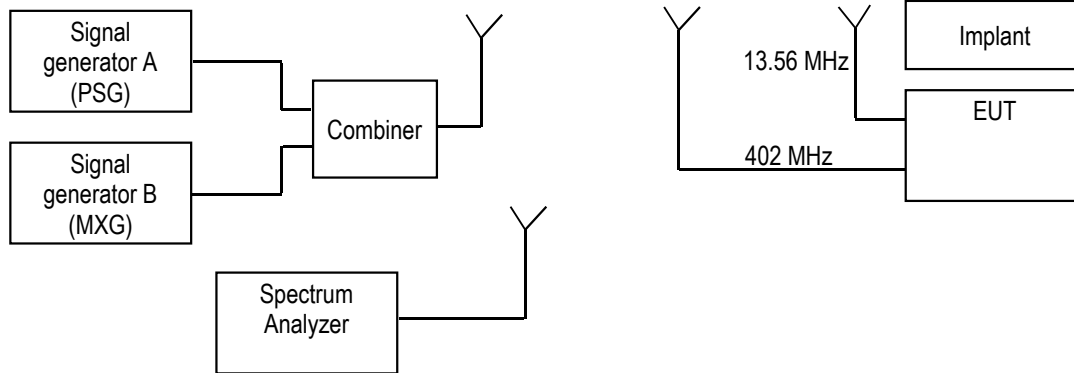 Signal
generator A
(PSG)
Signal
generator B
(MXG)
Combiner
Spectrum
Analyzer
13.56 MHz
402 MHz
Implant
EUT